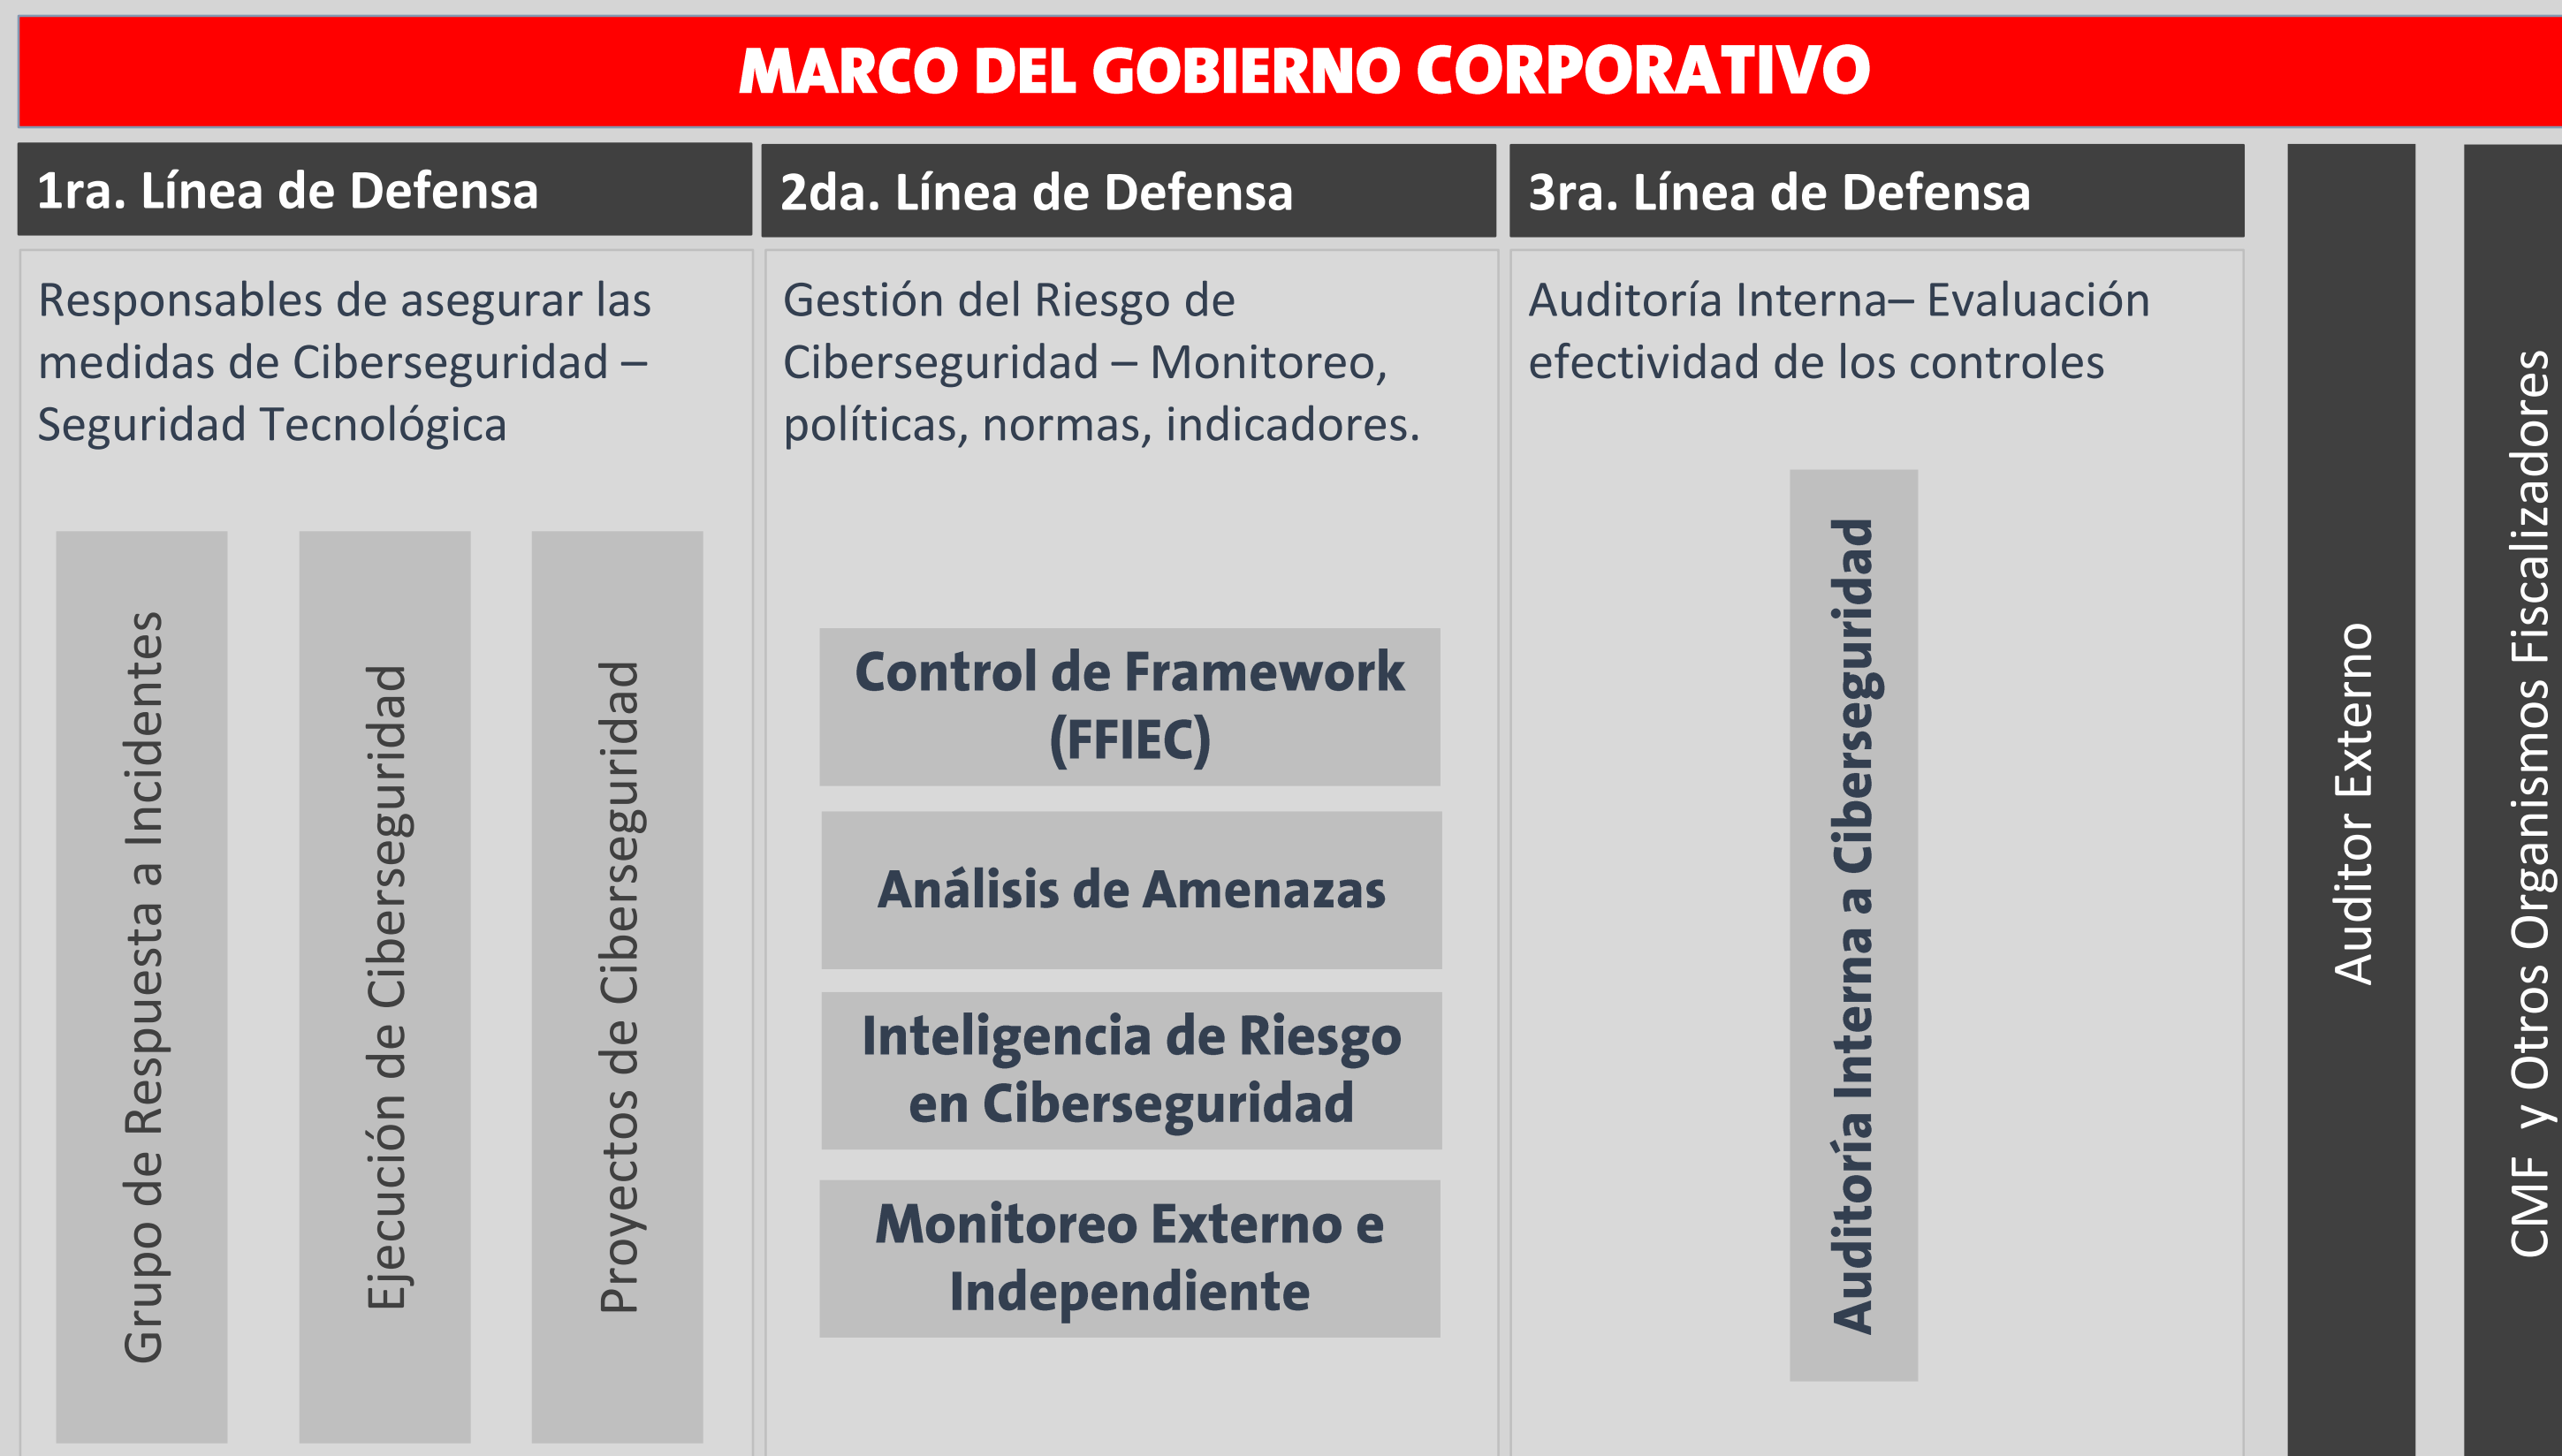 MARCO DEL GOBIERNO CORPORATIVO
1ra. Línea de Defensa
Responsables de asegurar las
medidas de Ciberseguridad –
Seguridad Tecnológica
Grupo de Respuesta a Incidentes
Ejecución de Ciberseguridad
Proyectos de Ciberseguridad
2da. Línea de Defensa
Gestión del Riesgo de
Ciberseguridad – Monitoreo,
políticas, normas, indicadores.
Control de Framework
(FFIEC)
Análisis de Amenazas
Inteligencia de Riesgo
en Ciberseguridad
Monitoreo Externo e
Independiente
3ra. Línea de Defensa
Auditoría Interna– Evaluación
efectividad de los controles
Auditoría Interna a Ciberseguridad
Auditor Externo
CMF y Otros Organismos Fiscalizadores